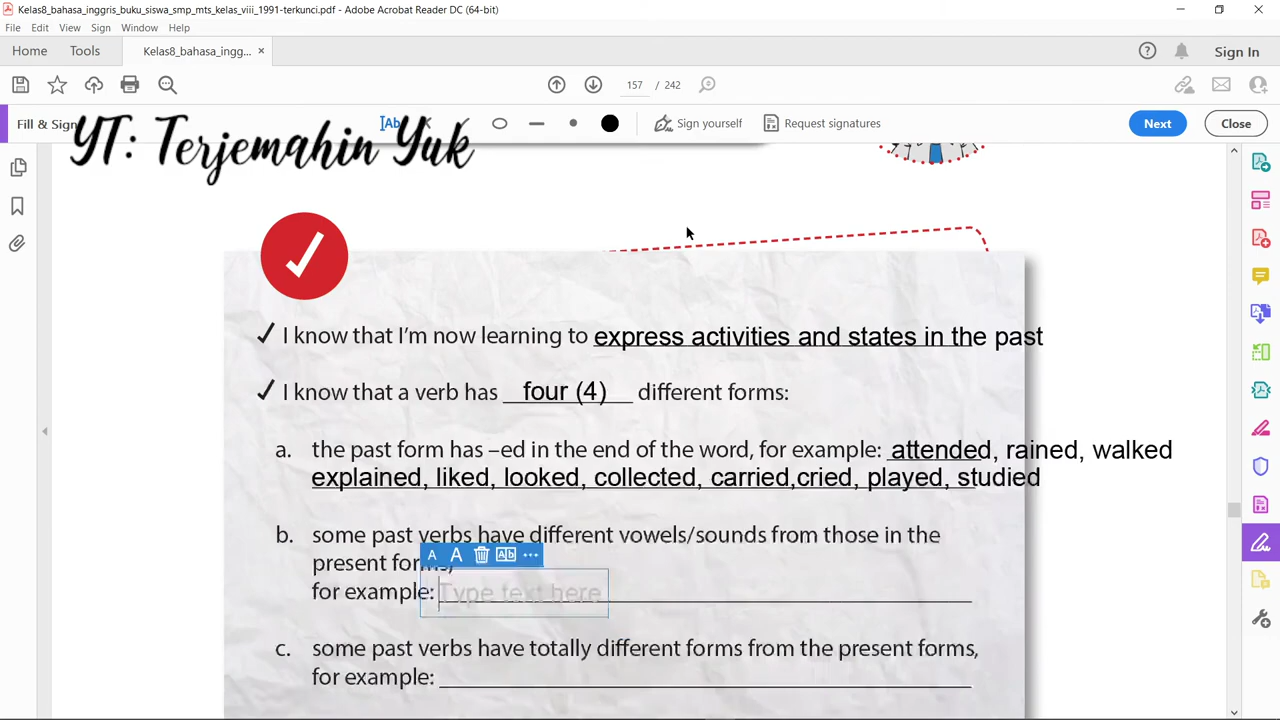 Kelas8_bahasa_inggris_buku_siswa_smp_mts_kelas_viii_1991-terkunci.pdf - Adobe Acrobat Reader DC (64-bit)
File Edit View Sign Window Help
Home Tools Kelas8_bahasa_ingg... × Sign In
157 / 242
Fill & Sign Ab Sign yourself Request signatures Next Close
YT: Terjemahin Yuk
✓ I know that I’m now learning to express activities and states in the past
✓ I know that a verb has four (4) different forms:
a. the past form has –ed in the end of the word, for example: attended, rained, walked
explained, liked, looked, collected, carried,cried, played, studied
b. some past verbs have different vowels/sounds from those in the
A A Ab ...
present forms,
for example: Type text here
c. some past verbs have totally different forms from the present forms,
for example: